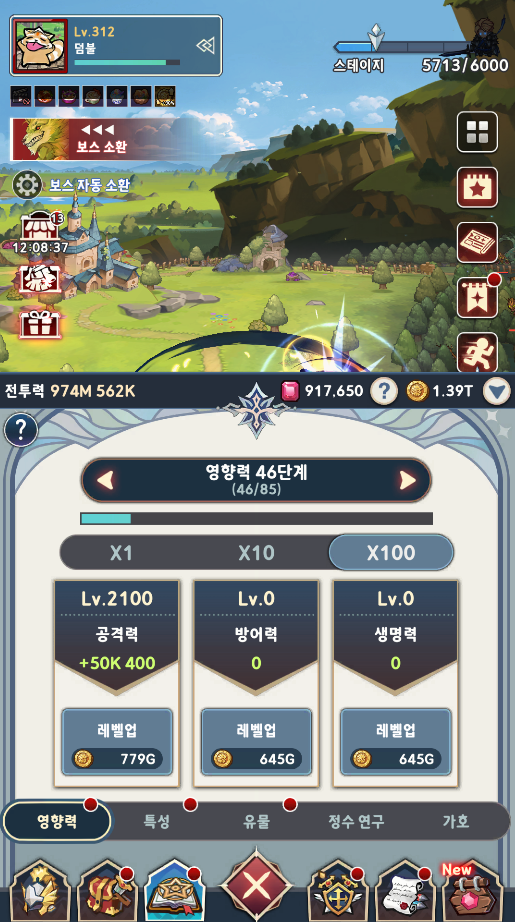 Lv.312
덤불
스테이지
5713/6000
보스 소환
보스 자동 소환
13
12:08:37
전투력 974M 562K
917,650
?
1.39T
?
영향력 46단계
(46/85)
X1
X10
X100
Lv.2100
Lv.0
Lv.0
공격력
방어력
생명력
+50K 400
0
0
레벨업
레벨업
레벨업
779G
645G
645G
영향력
특성
유물
정수 연구
가호
New